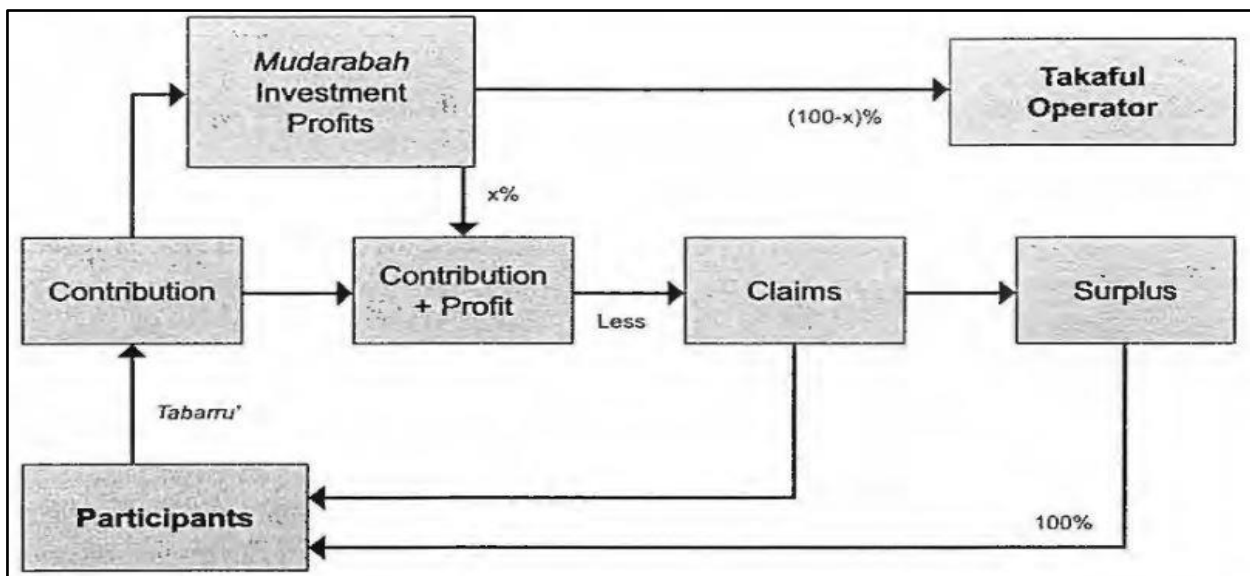 Mudarabah
Investment
Profits
Takaful
Operator
(100-x)%
x%
Contribution
Contribution
+ Profit
Less
Claims
Surplus
Tabarru'
Participants
100%